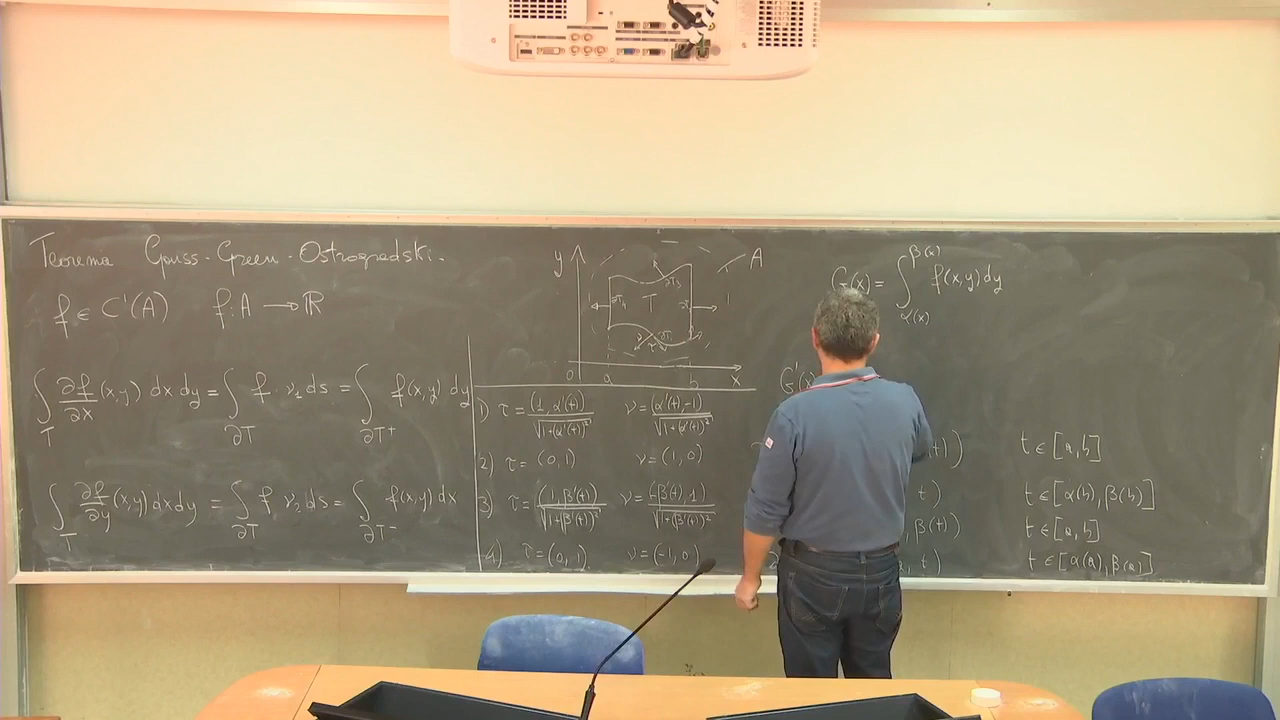 Teorema Gauss-Green-Ostrogradski.
f ∈ C¹(A)    f: A → ℝ
∫_T ∂f/∂x (x,y) dx dy = ∫_∂T f · ν₁ ds = ∫_∂T⁺ f(x,y) dy
∫_T ∂f/∂y (x,y) dx dy = ∫_∂T f ν₂ ds = ∫_∂T⁻ f(x,y) dx
y
A
∂T₃
∂T₄
T
0 a b x
1) τ = (1, α'(t)) / √(1+(α'(t))²)    ν = (α'(t), -1) / √(1+(α'(t))²)
2) τ = (0, 1)    ν = (1, 0)
3) τ = (1, β'(t)) / √(1+(β'(t))²)    ν = (-β'(t), 1) / √(1+(β'(t))²)
4) τ = (0, 1)    ν = (-1, 0)
G(x) = ∫_α(x)^β(x) f(x,y) dy
G'(x)
t)    t ∈ [a, b]
t)    t ∈ [α(b), β(b)]
β(t))    t ∈ [a, b]
, t)    t ∈ [α(a), β(a)]